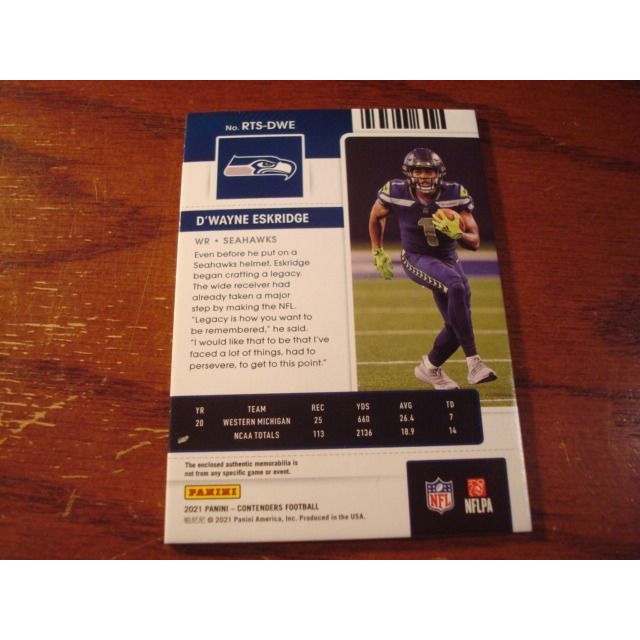 No. RTS-DWE
D'WAYNE ESKRIDGE
WR • SEAHAWKS
Even before he put on a
Seahawks helmet, Eskridge
began crafting a legacy.
The wide receiver had
already taken a major
step by making the NFL.
"Legacy is how you want to
be remembered," he said.
"I would like that to be that I've
faced a lot of things, had to
persevere, to get to this point."
1
YR TEAM REC YDS AVG TD
20 WESTERN MICHIGAN 25 660 26.4 7
NCAA TOTALS 113 2136 18.9 14
The enclosed authentic memorabilia is
not from any specific game or event.
PANINI
2021 PANINI – CONTENDERS FOOTBALL
© 2021 Panini America, Inc. Produced in the USA.
NFL
NFLPA